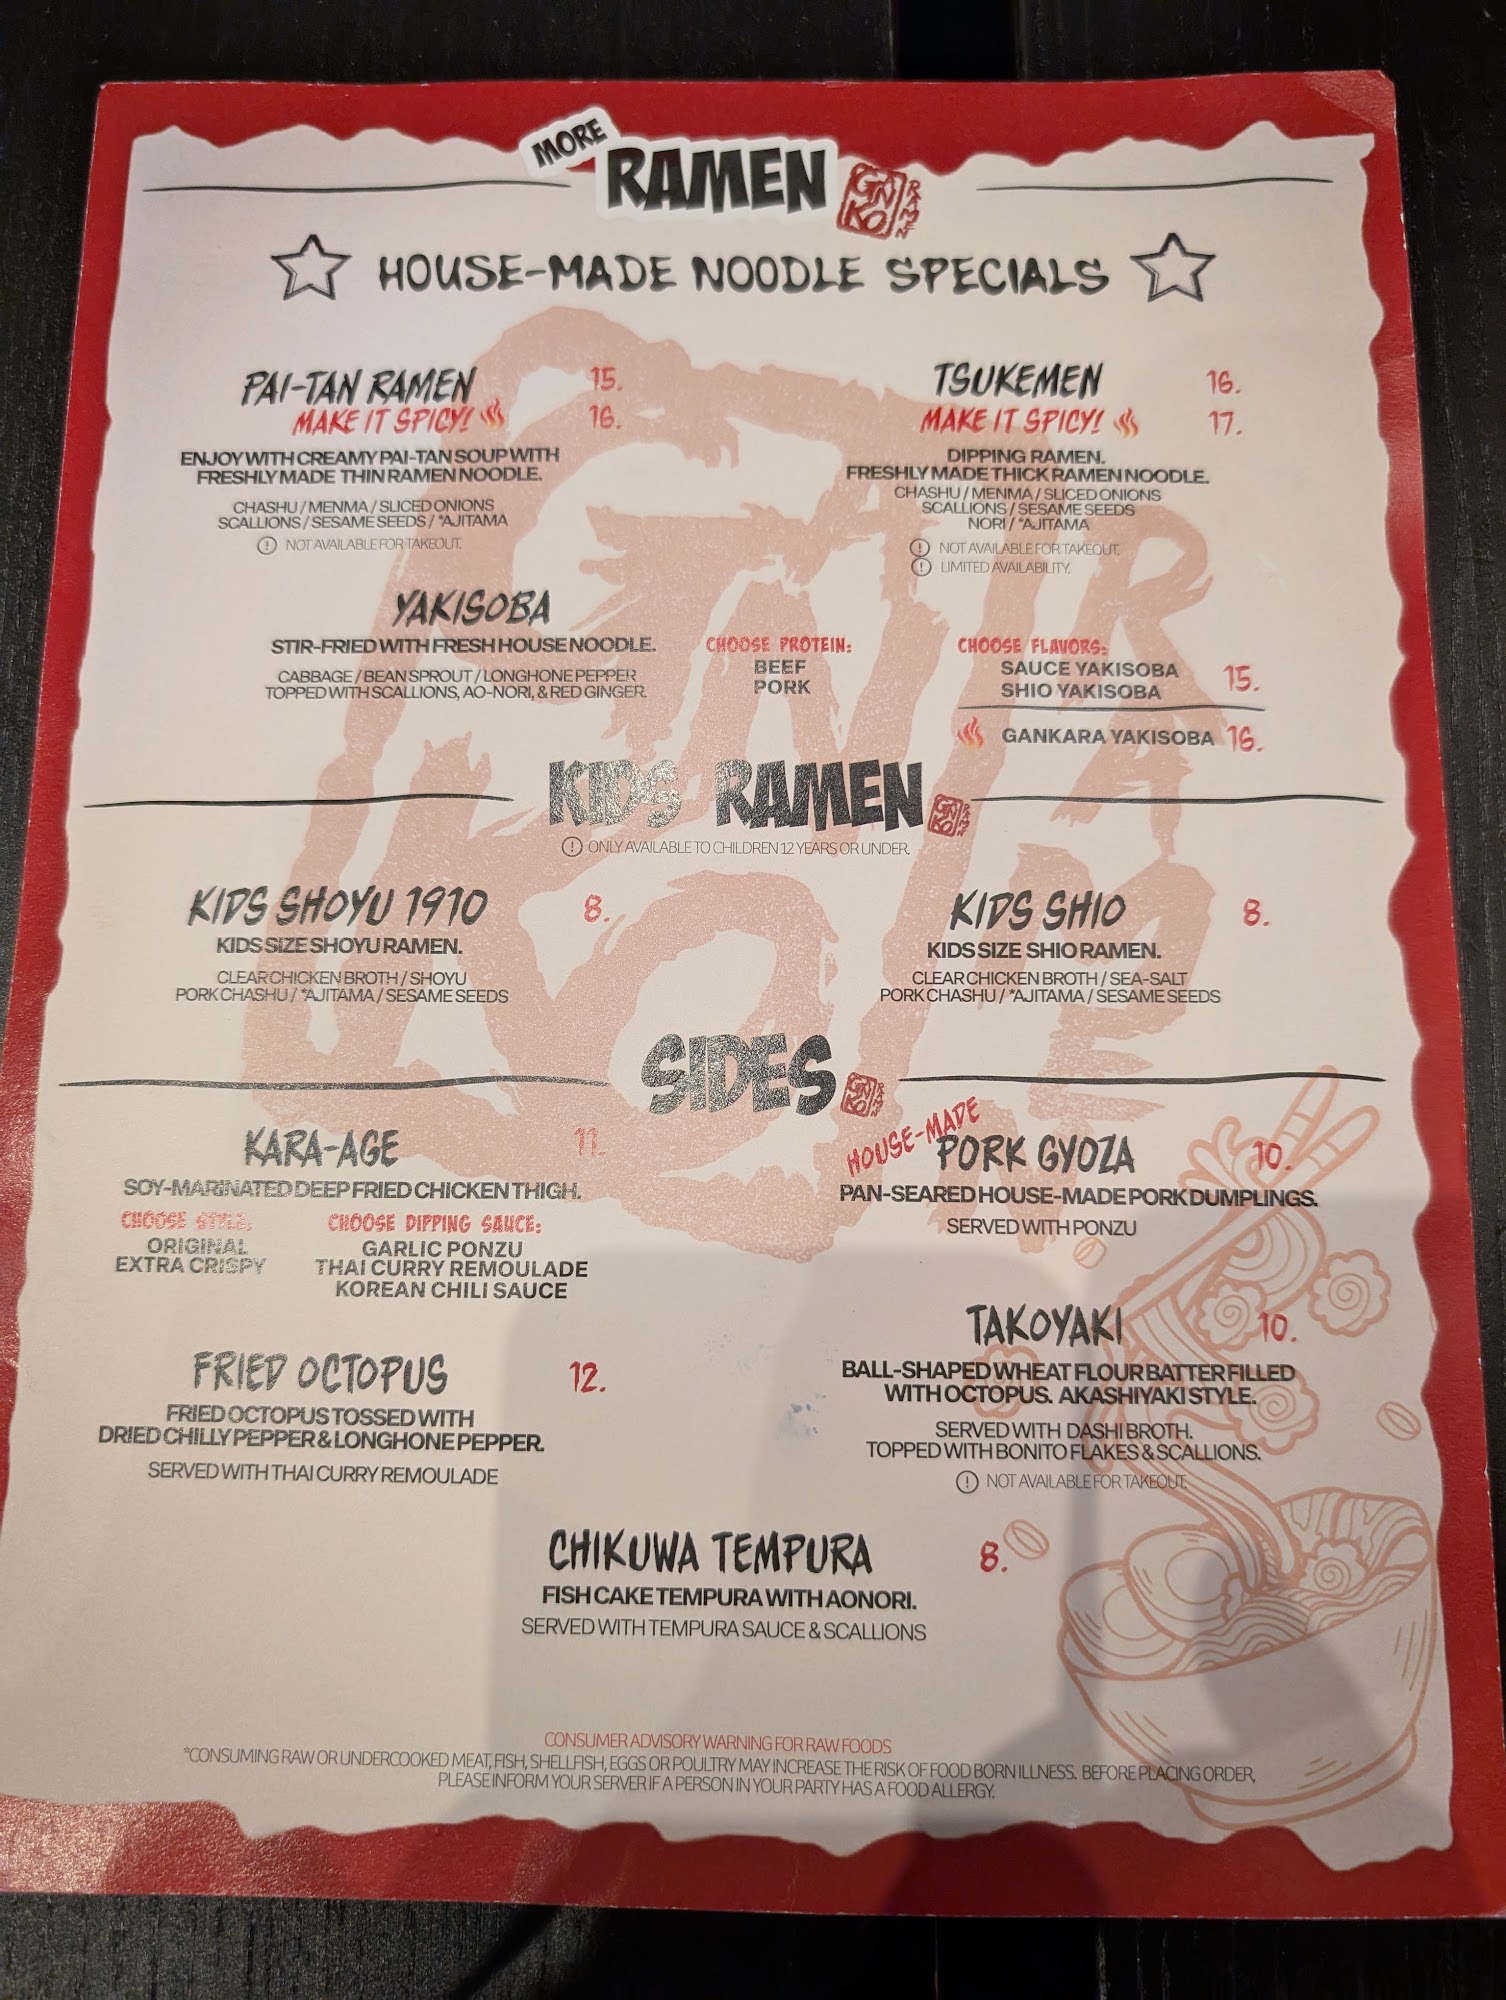 MORE
RAMEN
GINKO RAMEN
HOUSE-MADE NOODLE SPECIALS
PAI-TAN RAMEN 15.
MAKE IT SPICY! 16.
ENJOY WITH CREAMY PAI-TAN SOUP WITH
FRESHLY MADE THIN RAMEN NOODLE.
CHASHU / MENMA / SLICED ONIONS
SCALLIONS / SESAME SEEDS / *AJITAMA
! NOT AVAILABLE FOR TAKEOUT.
TSUKEMEN 16.
MAKE IT SPICY! 17.
DIPPING RAMEN.
FRESHLY MADE THICK RAMEN NOODLE.
CHASHU / MENMA / SLICED ONIONS
SCALLIONS / SESAME SEEDS
NORI / *AJITAMA
! NOT AVAILABLE FOR TAKEOUT.
! LIMITED AVAILABILITY.
YAKISOBA
STIR-FRIED WITH FRESH HOUSE NOODLE.
CABBAGE / BEAN SPROUT / LONGHONE PEPPER
TOPPED WITH SCALLIONS, AO-NORI, & RED GINGER.
CHOOSE PROTEIN:
BEEF
PORK
CHOOSE FLAVORS:
SAUCE YAKISOBA
SHIO YAKISOBA 15.
GANKARA YAKISOBA 16.
KIDS RAMEN
GINKO RAMEN
! ONLY AVAILABLE TO CHILDREN 12 YEARS OR UNDER.
KIDS SHOYU 1910 8.
KIDS SIZE SHOYU RAMEN.
CLEAR CHICKEN BROTH / SHOYU
PORK CHASHU / *AJITAMA / SESAME SEEDS
KIDS SHIO 8.
KIDS SIZE SHIO RAMEN.
CLEAR CHICKEN BROTH / SEA-SALT
PORK CHASHU / *AJITAMA / SESAME SEEDS
SIDES
GINKO RAMEN
KARA-AGE 11.
SOY-MARINATED DEEP FRIED CHICKEN THIGH.
CHOOSE STYLE:
ORIGINAL
EXTRA CRISPY
CHOOSE DIPPING SAUCE:
GARLIC PONZU
THAI CURRY REMOULADE
KOREAN CHILI SAUCE
HOUSE-MADE
PORK GYOZA 10.
PAN-SEARED HOUSE-MADE PORK DUMPLINGS.
SERVED WITH PONZU
FRIED OCTOPUS 12.
FRIED OCTOPUS TOSSED WITH
DRIED CHILLY PEPPER & LONGHONE PEPPER.
SERVED WITH THAI CURRY REMOULADE
TAKOYAKI 10.
BALL-SHAPED WHEAT FLOUR BATTER FILLED
WITH OCTOPUS. AKASHIYAKI STYLE.
SERVED WITH DASHI BROTH.
TOPPED WITH BONITO FLAKES & SCALLIONS.
! NOT AVAILABLE FOR TAKEOUT.
CHIKUWA TEMPURA 8.
FISH CAKE TEMPURA WITH AONORI.
SERVED WITH TEMPURA SAUCE & SCALLIONS
CONSUMER ADVISORY WARNING FOR RAW FOODS
*CONSUMING RAW OR UNDERCOOKED MEAT, FISH, SHELLFISH, EGGS OR POULTRY MAY INCREASE THE RISK OF FOOD BORN ILLNESS. BEFORE PLACING ORDER,
PLEASE INFORM YOUR SERVER IF A PERSON IN YOUR PARTY HAS A FOOD ALLERGY.